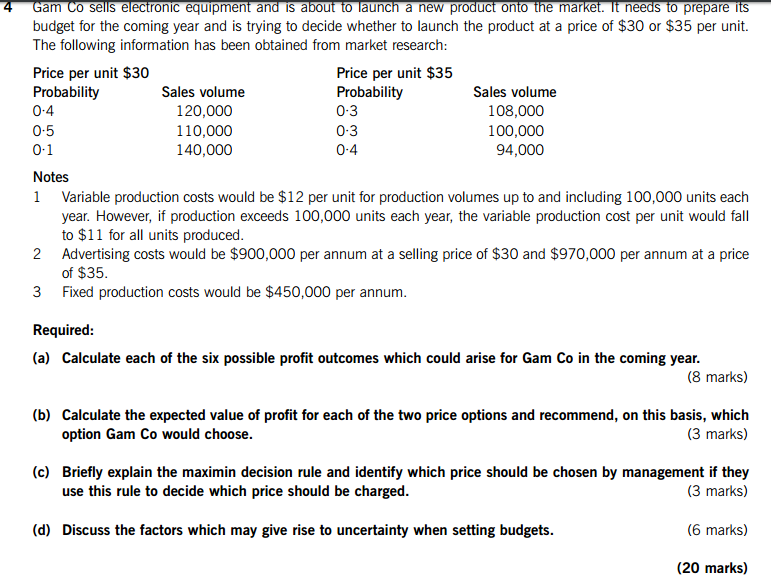 4 Gam Co sells electronic equipment and is about to launch a new product onto the market. It needs to prepare its
budget for the coming year and is trying to decide whether to launch the product at a price of $30 or $35 per unit.
The following information has been obtained from market research:
Price per unit $30 Price per unit $35
Probability Sales volume Probability Sales volume
0·4 120,000 0·3 108,000
0·5 110,000 0·3 100,000
0·1 140,000 0·4 94,000
Notes
1 Variable production costs would be $12 per unit for production volumes up to and including 100,000 units each
year. However, if production exceeds 100,000 units each year, the variable production cost per unit would fall
to $11 for all units produced.
2 Advertising costs would be $900,000 per annum at a selling price of $30 and $970,000 per annum at a price
of $35.
3 Fixed production costs would be $450,000 per annum.
Required:
(a) Calculate each of the six possible profit outcomes which could arise for Gam Co in the coming year.
(8 marks)
(b) Calculate the expected value of profit for each of the two price options and recommend, on this basis, which
option Gam Co would choose. (3 marks)
(c) Briefly explain the maximin decision rule and identify which price should be chosen by management if they
use this rule to decide which price should be charged. (3 marks)
(d) Discuss the factors which may give rise to uncertainty when setting budgets. (6 marks)
(20 marks)